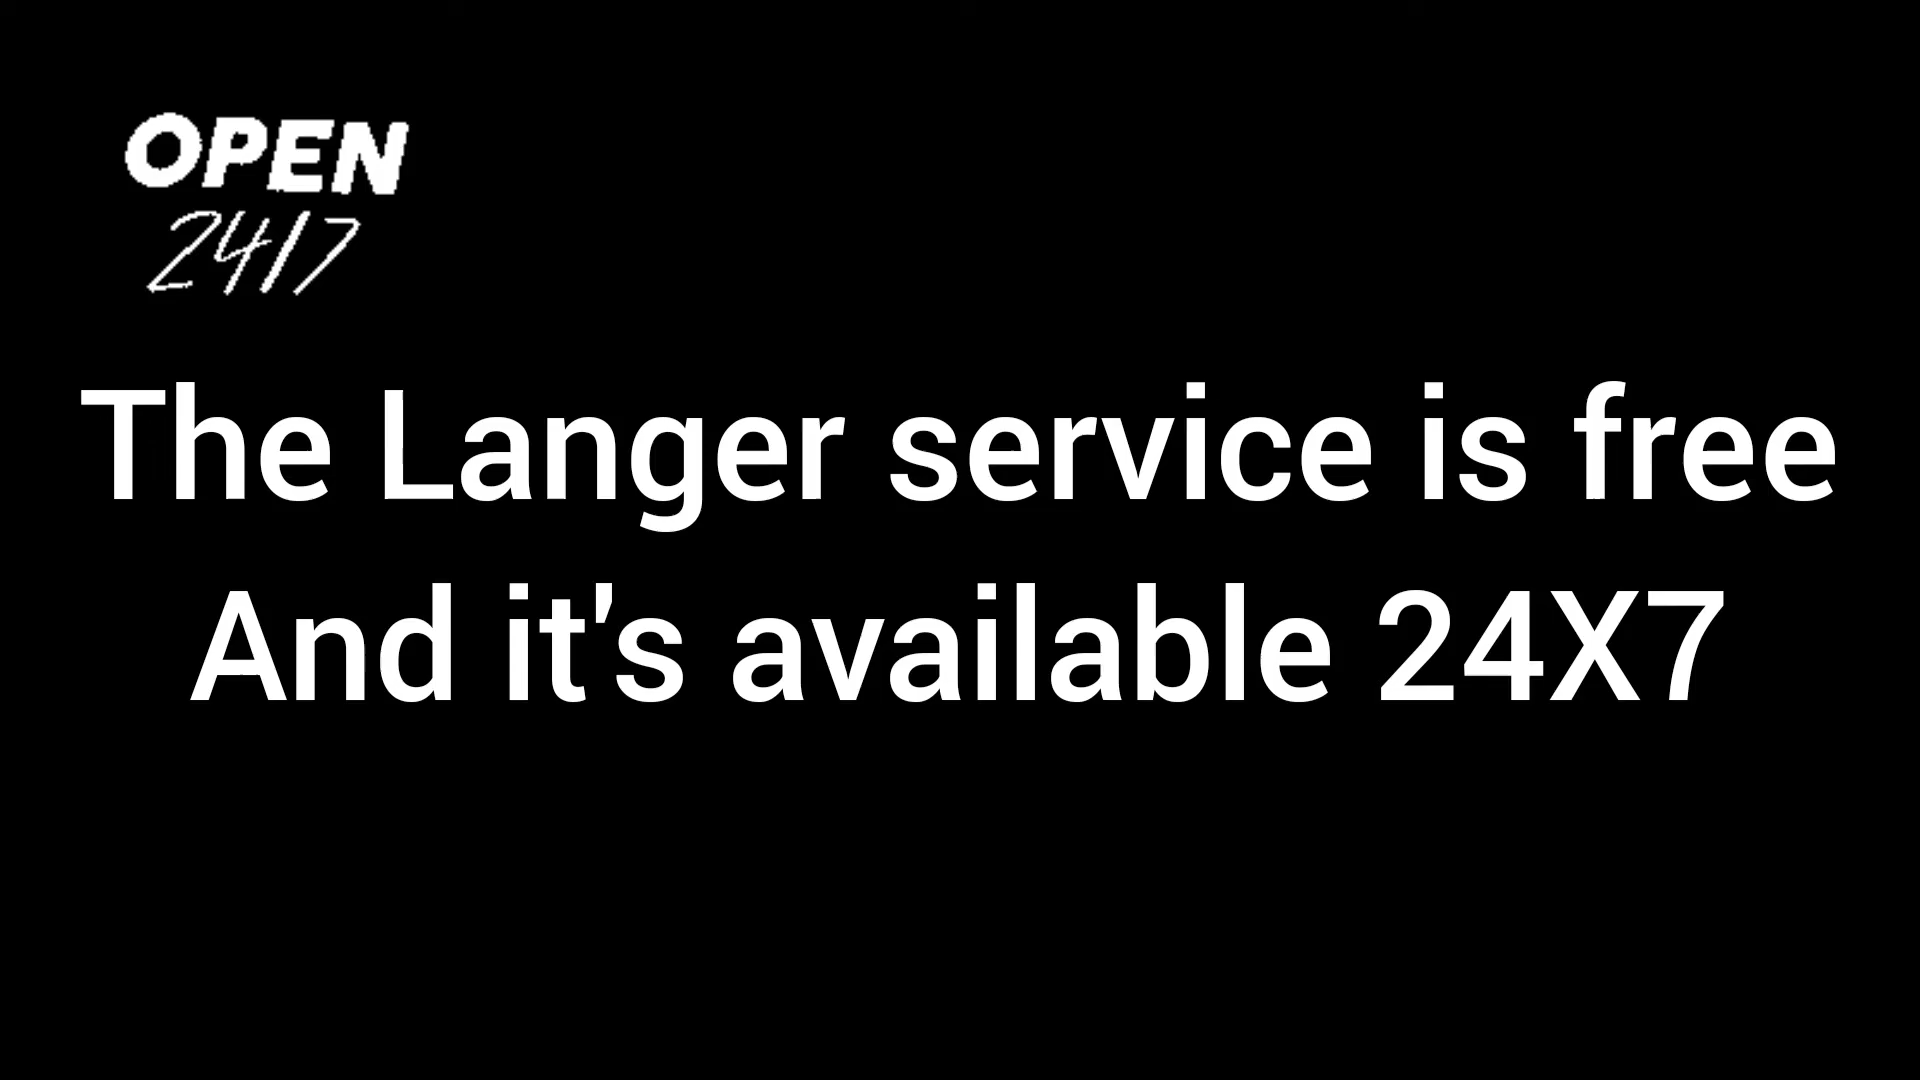 OPEN
24/7
The Langer service is free
And it's available 24X7